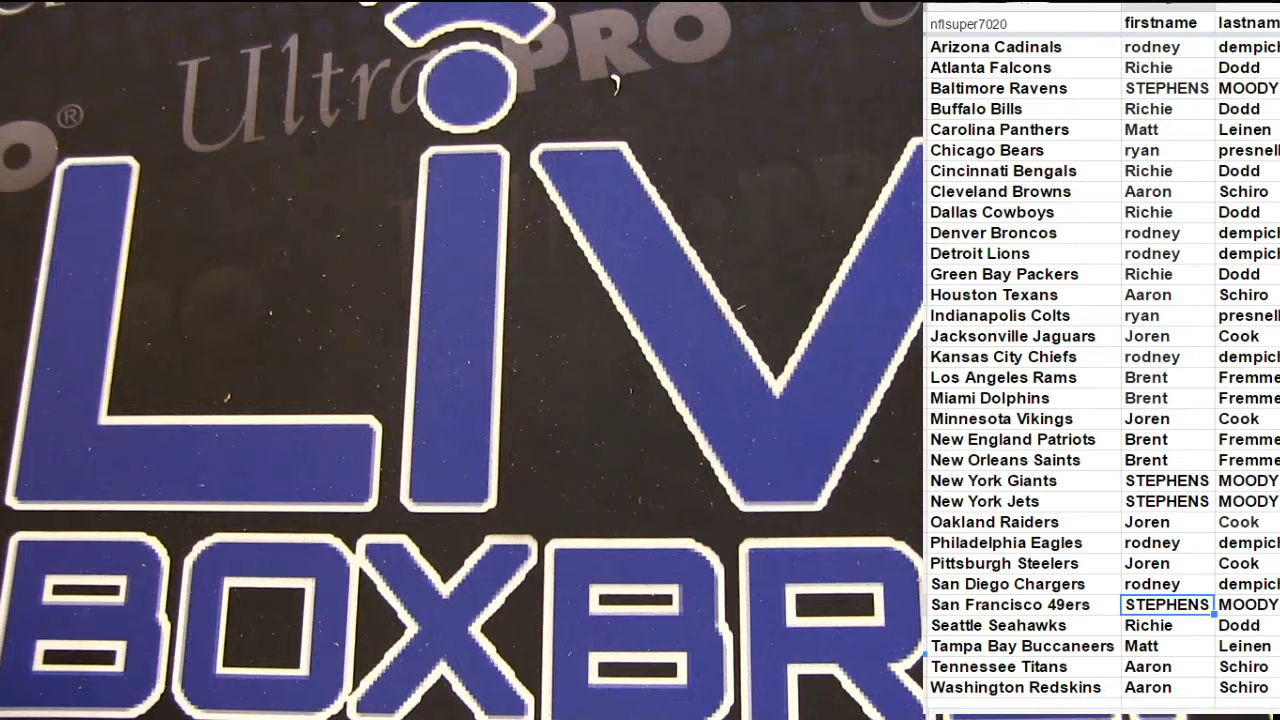 Ultra PRO
O®
LiV
BOXBR
nflsuper7020 firstname lastnam
Arizona Cadinals rodney dempich
Atlanta Falcons Richie Dodd
Baltimore Ravens STEPHENS MOODY
Buffalo Bills Richie Dodd
Carolina Panthers Matt Leinen
Chicago Bears ryan presnell
Cincinnati Bengals Richie Dodd
Cleveland Browns Aaron Schiro
Dallas Cowboys Richie Dodd
Denver Broncos rodney dempich
Detroit Lions rodney dempich
Green Bay Packers Richie Dodd
Houston Texans Aaron Schiro
Indianapolis Colts ryan presnell
Jacksonville Jaguars Joren Cook
Kansas City Chiefs rodney dempich
Los Angeles Rams Brent Fremme
Miami Dolphins Brent Fremme
Minnesota Vikings Joren Cook
New England Patriots Brent Fremme
New Orleans Saints Brent Fremme
New York Giants STEPHENS MOODY
New York Jets STEPHENS MOODY
Oakland Raiders Joren Cook
Philadelphia Eagles rodney dempich
Pittsburgh Steelers Joren Cook
San Diego Chargers rodney dempich
San Francisco 49ers STEPHENS MOODY
Seattle Seahawks Richie Dodd
Tampa Bay Buccaneers Matt Leinen
Tennessee Titans Aaron Schiro
Washington Redskins Aaron Schiro